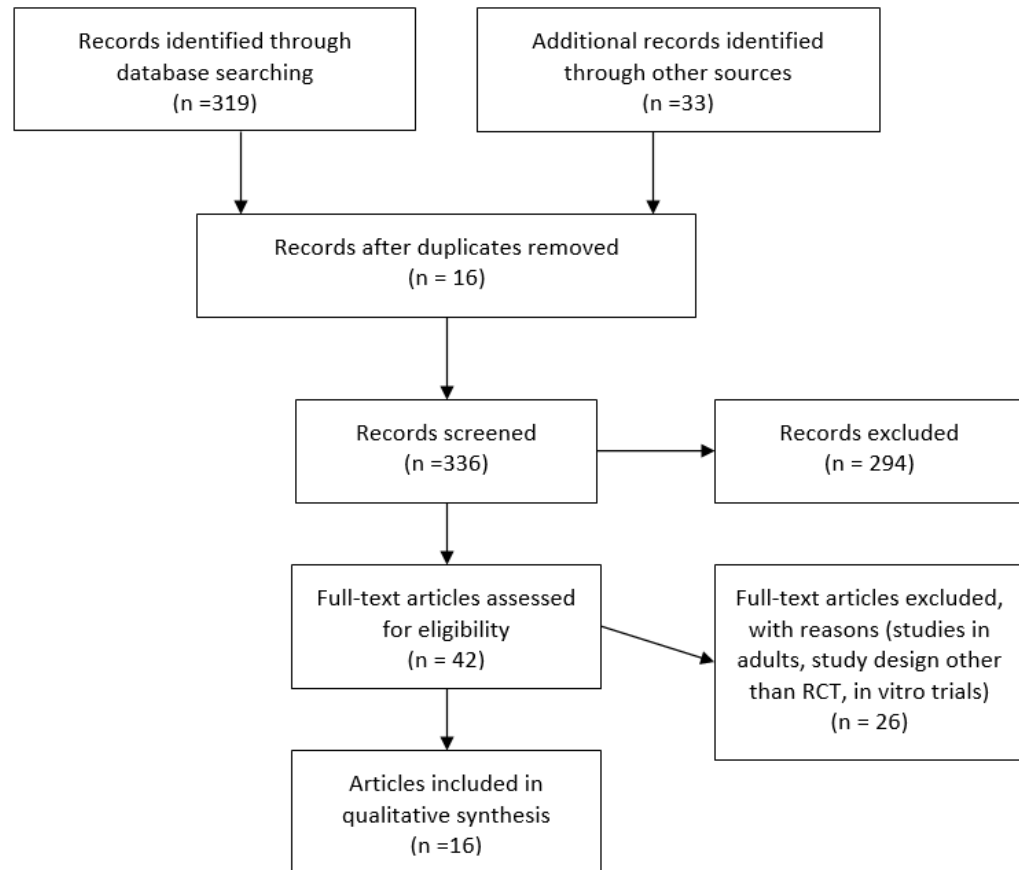 Records identified through
database searching
(n =319)
Additional records identified
through other sources
(n =33)
Records after duplicates removed
(n = 16)
Records screened
(n =336)
Records excluded
(n = 294)
Full-text articles assessed
for eligibility
(n = 42)
Full-text articles excluded,
with reasons (studies in
adults, study design other
than RCT, in vitro trials)
(n = 26)
Articles included in
qualitative synthesis
(n =16)